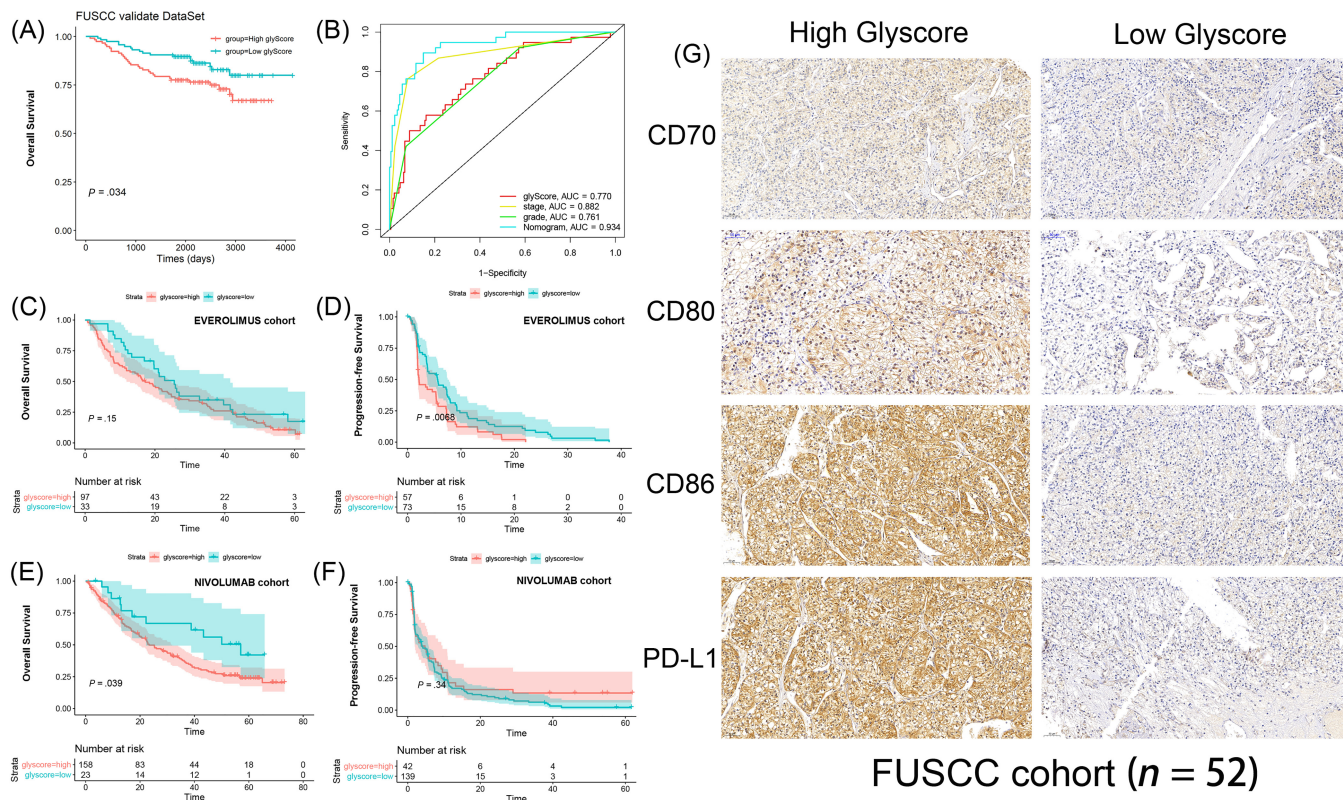 (A)
FUSCC validate DataSet
group=High glyScore
group=Low glyScore
Overall Survival
1.00
0.75
0.50
0.25
0.00
P = .034
0 1000 2000 3000 4000
Times (days)
(B)
Sensitivity
1.0
0.8
0.6
0.4
0.2
0.0
glyScore, AUC = 0.770
stage, AUC = 0.882
grade, AUC = 0.761
Nomogram, AUC = 0.934
0.0 0.2 0.4 0.6 0.8 1.0
1−Specificity
(C)
Strata glyscore=high glyscore=low
EVEROLIMUS cohort
Overall Survival
1.00
0.75
0.50
0.25
0.00
P = .15
0 20 40 60
Time
Number at risk
Strata
glyscore=high 97 43 22 3
glyscore=low 33 19 8 3
0 20 40 60
Time
(D)
Strata glyscore=high glyscore=low
EVEROLIMUS cohort
Progression-free Survival
1.00
0.75
0.50
0.25
0.00
P = .0068
0 10 20 30 40
Time
Number at risk
Strata
glyscore=high 57 6 1 0 0
glyscore=low 73 15 8 2 0
0 10 20 30 40
Time
(E)
Strata glyscore=high glyscore=low
NIVOLUMAB cohort
Overall Survival
1.00
0.75
0.50
0.25
0.00
P = .039
0 20 40 60 80
Time
Number at risk
Strata
glyscore=high 158 83 44 18 0
glyscore=low 23 14 12 1 0
0 20 40 60 80
Time
(F)
Strata glyscore=high glyscore=low
NIVOLUMAB cohort
Progression-free Survival
1.00
0.75
0.50
0.25
0.00
P = .34
0 20 40 60
Time
Number at risk
Strata
glyscore=high 42 6 4 1
glyscore=low 139 15 3 1
0 20 40 60
Time
(G)
High Glyscore Low Glyscore
CD70
CD80
CD86
PD-L1
FUSCC cohort (n = 52)